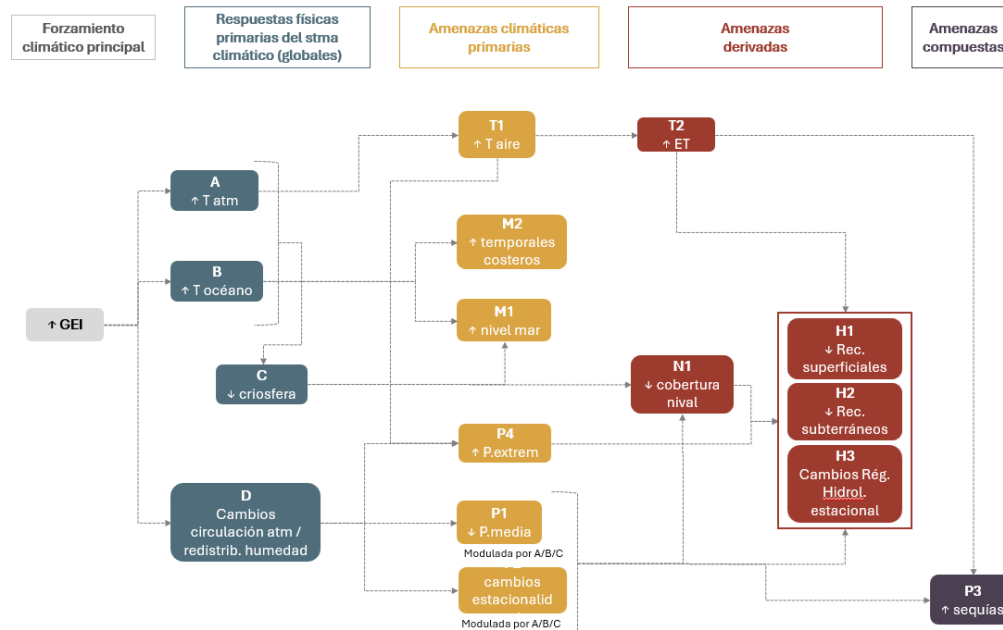 Forzamiento
climático principal
Respuestas físicas
primarias del stma
climático (globales)
Amenazas climáticas
primarias
Amenazas
derivadas
Amenazas
compuestas
T1
↑ T aire
T2
↑ ET
A
↑ T atm
M2
↑ temporales
costeros
B
↑ T océano
↑ GEI
M1
↑ nivel mar
H1
↓ Rec.
superficiales
C
↓ criosfera
N1
↓ cobertura
nival
H2
↓ Rec.
subterráneos
P4
↑ P.extrem
H3
Cambios Rég.
Hidrol.
estacional
D
Cambios
circulación atm /
redistrib. humedad
P1
↓ P.media
Modulada por A/B/C
cambios
estacionalid
Modulada por A/B/C
P3
↑ sequías